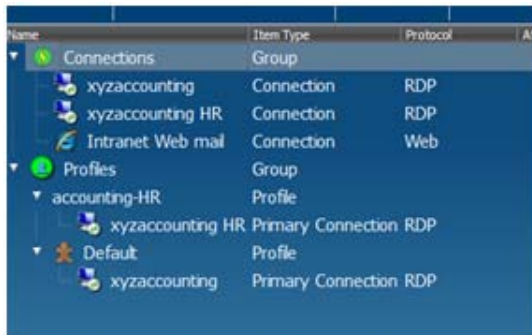 Name Item Type Protocol
Connections Group
xyzaccounting Connection RDP
xyzaccounting HR Connection RDP
Intranet Web mail Connection Web
Profiles Group
accounting-HR Profile
xyzaccounting HR Primary Connection RDP
Default Profile
xyzaccounting Primary Connection RDP